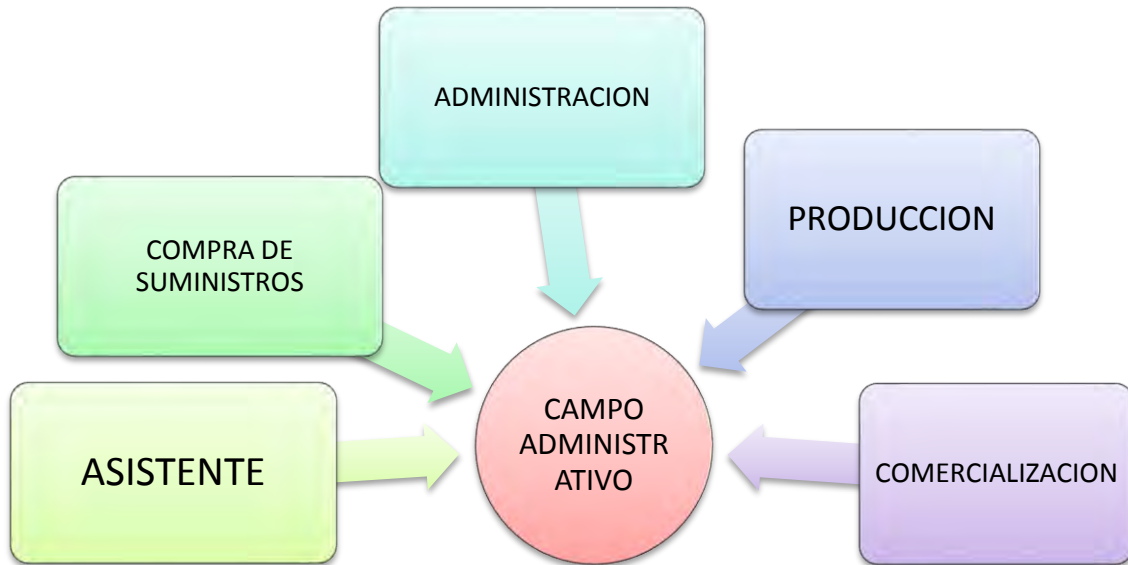 ADMINISTRACION
PRODUCCION
COMPRA DE
SUMINISTROS
CAMPO
ADMINISTR
ATIVO
ASISTENTE
COMERCIALIZACION